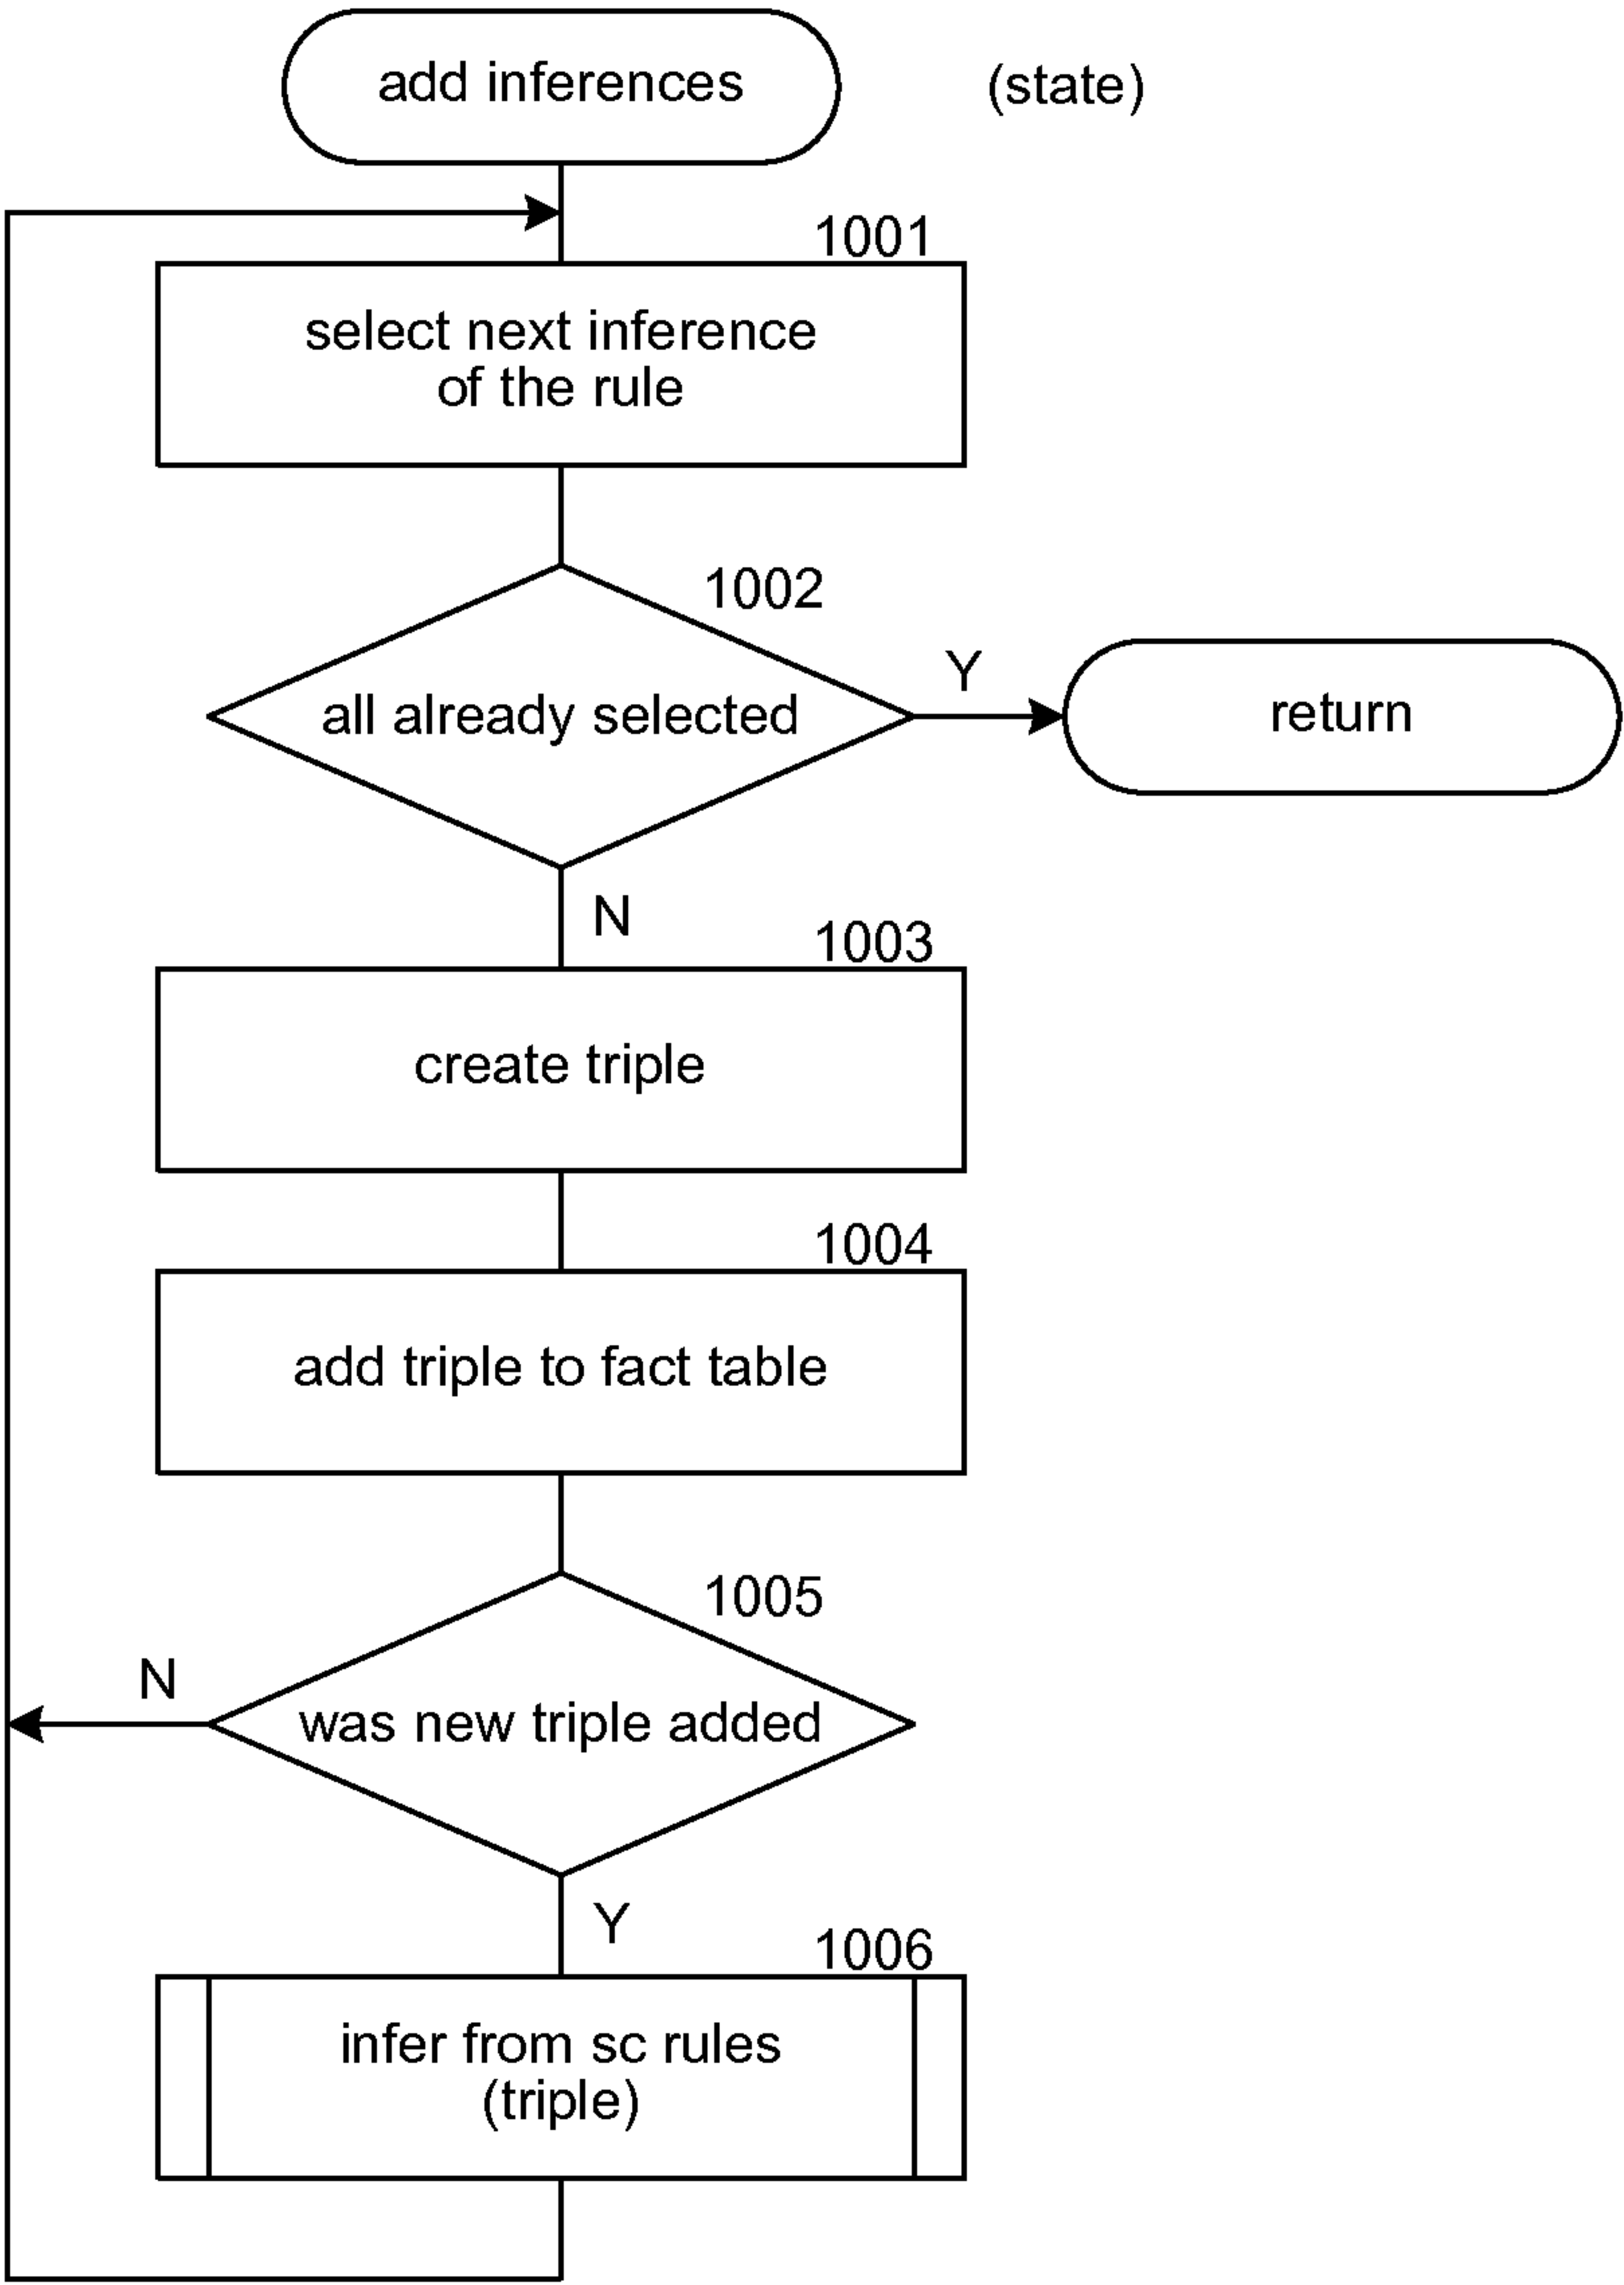 add inferences
(state)
1001
select next inference
of the rule
1002
all already selected
Y
return
N
1003
create triple
1004
add triple to fact table
1005
N
was new triple added
Y
1006
infer from sc rules
(triple)